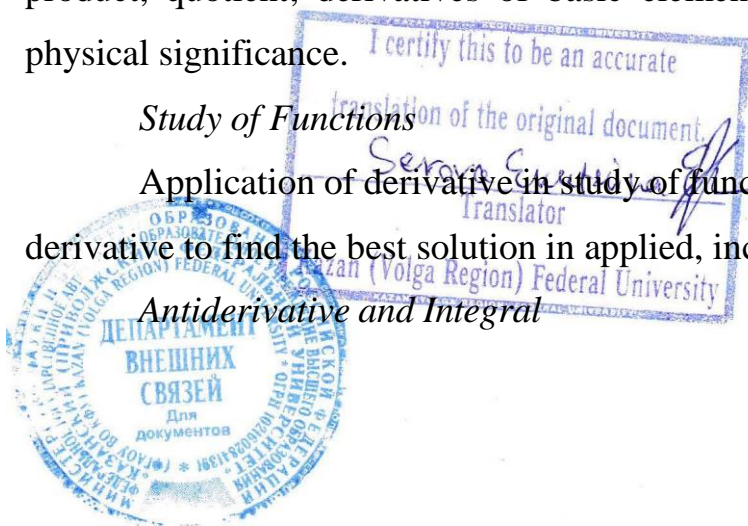 product, quotient, derivatives of basic elemen
physical significance.
I certify this to be an accurate
translation of the original document.
Translator
Kazan (Volga Region) Federal University
Study of Functions
Application of derivative in study of func
derivative to find the best solution in applied, inc
Antiderivative and Integral
ДЕПАРТАМЕНТ
ВНЕШНИХ
СВЯЗЕЙ
Для
документов